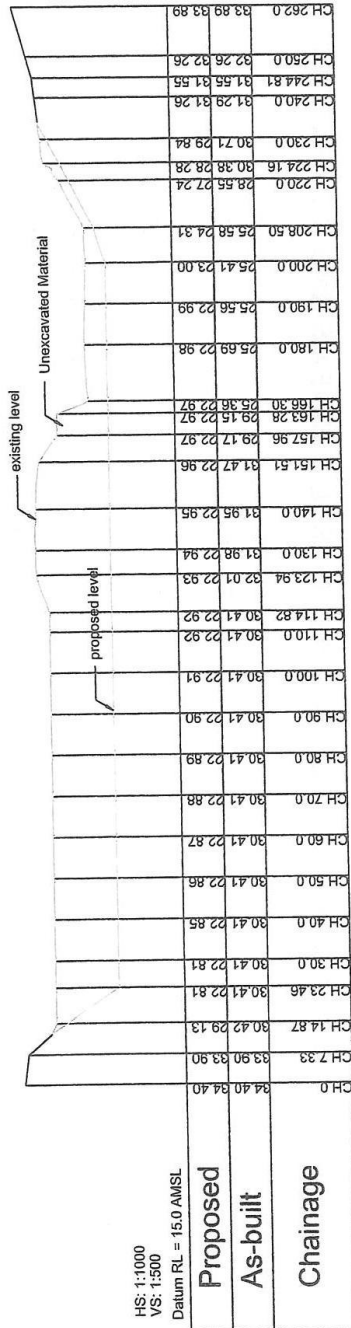 existing level
Unexcavated Material
proposed level
HS: 1:1000
VS: 1:500
Datum RL = 15.0 AMSL
Proposed 34.40 33.90 29.13 22.81 22.81 22.85 22.86 22.87 22.88 22.89 22.90 22.91 22.92 22.92 22.93 22.94 22.95 22.96 22.97 22.97 22.97 22.98 22.99 23.00 24.31 27.24 28.28 29.84 31.26 31.55 32.26 33.89
As-built 34.40 33.90 30.42 30.41 30.41 30.41 30.41 30.41 30.41 30.41 30.41 30.41 30.41 30.41 32.01 31.98 31.95 31.47 29.17 29.15 25.36 25.69 25.56 25.41 25.58 28.55 30.38 30.71 31.29 31.55 32.26 33.89
Chainage CH 0 CH 7.33 CH 14.87 CH 23.46 CH 30.0 CH 40.0 CH 50.0 CH 60.0 CH 70.0 CH 80.0 CH 90.0 CH 100.0 CH 110.0 CH 114.82 CH 123.94 CH 130.0 CH 140.0 CH 151.51 CH 157.96 CH 163.28 CH 166.30 CH 180.0 CH 190.0 CH 200.0 CH 208.50 CH 220.0 CH 224.16 CH 230.0 CH 240.0 CH 244.81 CH 250.0 CH 262.0